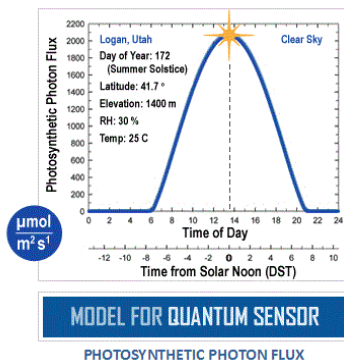 Photosynthetic Photon Flux
2200
2000
1800
1600
1400
1200
1000
800
600
400
200
0
Logan, Utah
Clear Sky
Day of Year: 172
(Summer Solstice)
Latitude: 41.7 °
Elevation: 1400 m
RH: 30 %
Temp: 25 C
µmol
m² s¹
0 2 4 6 8 10 12 14 16 18 20 22 24
Time of Day
-12 -10 -8 -6 -4 -2 0 2 4 6 8 10
Time from Solar Noon (DST)
MODEL FOR QUANTUM SENSOR
PHOTOSYNTHETIC PHOTON FLUX